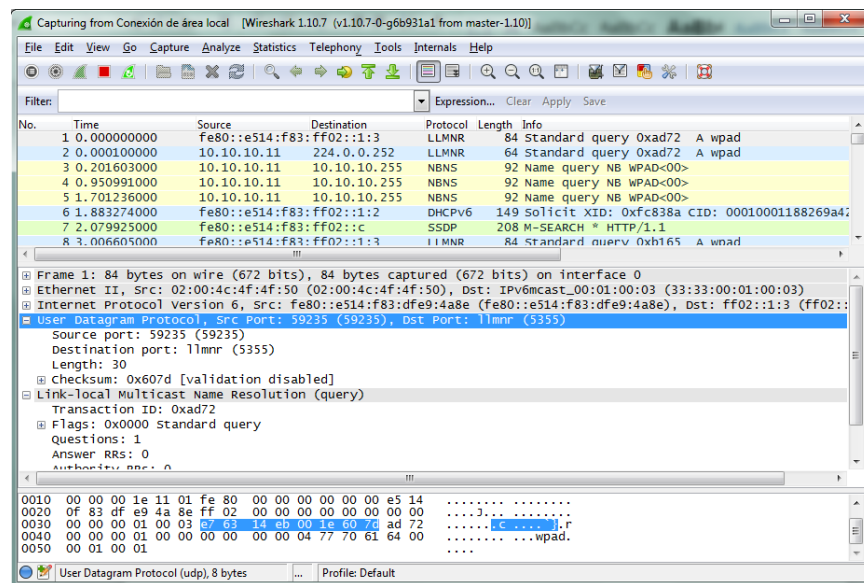 Capturing from Conexión de área local [Wireshark 1.10.7 (v1.10.7-0-g6b931a1 from master-1.10)]
File Edit View Go Capture Analyze Statistics Telephony Tools Internals Help
Filter: Expression... Clear Apply Save
No. Time Source Destination Protocol Length Info
1 0.000000000 fe80::e514:f83:ff02::1:3 LLMNR 84 Standard query 0xad72 A wpad
2 0.000100000 10.10.10.11 224.0.0.252 LLMNR 64 Standard query 0xad72 A wpad
3 0.201603000 10.10.10.11 10.10.10.255 NBNS 92 Name query NB WPAD<00>
4 0.950991000 10.10.10.11 10.10.10.255 NBNS 92 Name query NB WPAD<00>
5 1.701236000 10.10.10.11 10.10.10.255 NBNS 92 Name query NB WPAD<00>
6 1.883274000 fe80::e514:f83:ff02::1:2 DHCPv6 149 Solicit XID: 0xfc838a CID: 00010001188269a42
7 2.079925000 fe80::e514:f83:ff02::c SSDP 208 M-SEARCH * HTTP/1.1
8 3.006605000 fe80::e514:f83:ff02::1:3 LLMNR 84 Standard query 0xb165 A wpad
Frame 1: 84 bytes on wire (672 bits), 84 bytes captured (672 bits) on interface 0
Ethernet II, Src: 02:00:4c:4f:4f:50 (02:00:4c:4f:4f:50), Dst: IPv6mcast_00:01:00:03 (33:33:00:01:00:03)
Internet Protocol Version 6, Src: fe80::e514:f83:dfe9:4a8e (fe80::e514:f83:dfe9:4a8e), Dst: ff02::1:3 (ff02::
User Datagram Protocol, Src Port: 59235 (59235), Dst Port: llmnr (5355)
Source port: 59235 (59235)
Destination port: llmnr (5355)
Length: 30
Checksum: 0x607d [validation disabled]
Link-local Multicast Name Resolution (query)
Transaction ID: 0xad72
Flags: 0x0000 Standard query
Questions: 1
Answer RRs: 0
Authority RRs: 0
0010 00 00 00 1e 11 01 fe 80 00 00 00 00 00 00 e5 14 ........ ........
0020 0f 83 df e9 4a 8e ff 02 00 00 00 00 00 00 00 00 ....J... ........
0030 00 00 00 01 00 03 e7 63 14 eb 00 1e 60 7d ad 72 .......c ....`}.r
0040 00 00 00 01 00 00 00 00 00 00 04 77 70 61 64 00 ........ ...wpad.
0050 00 01 00 01 ....
User Datagram Protocol (udp), 8 bytes ... Profile: Default